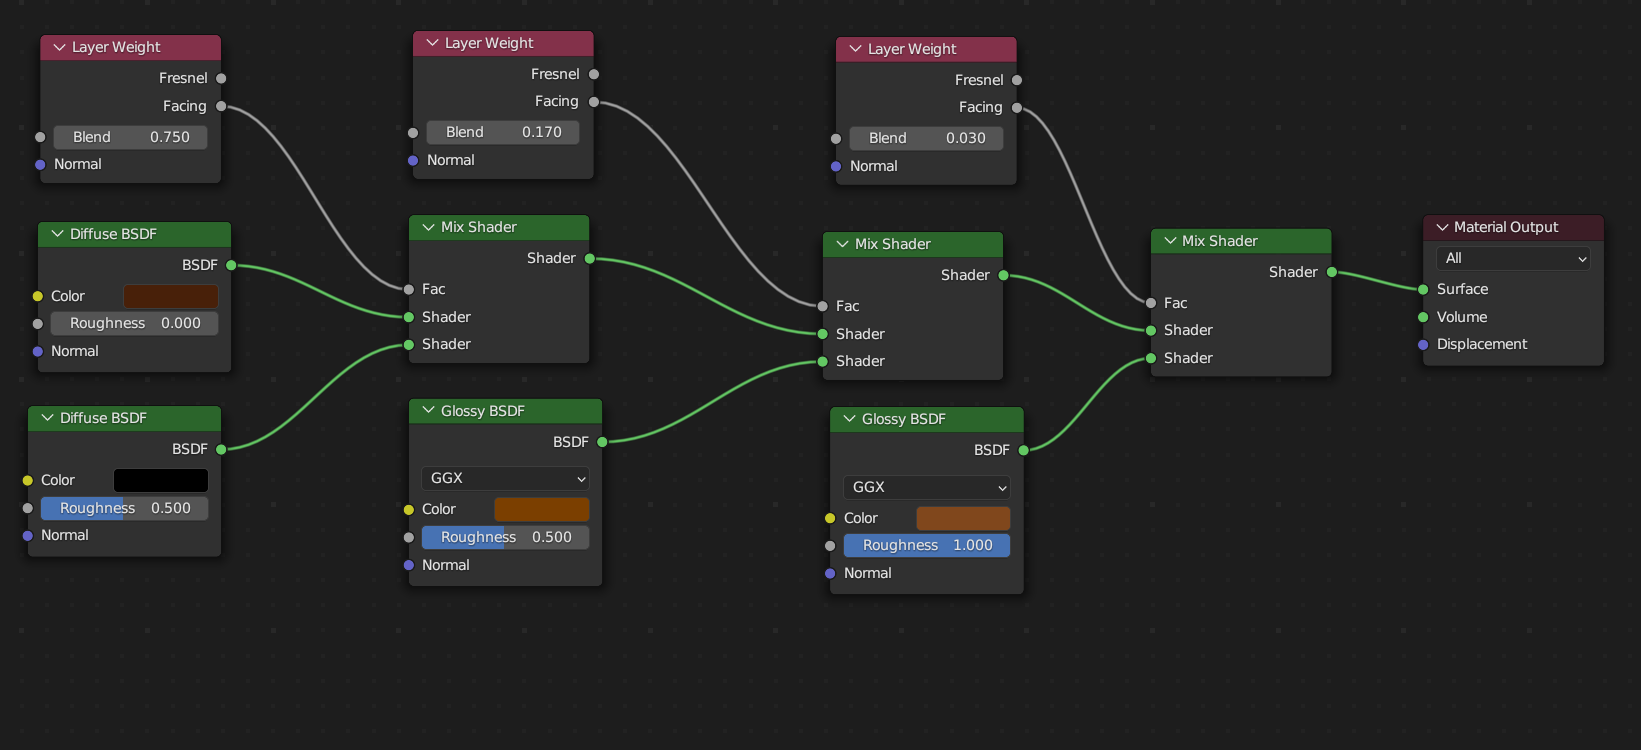 Layer Weight
Fresnel
Facing
Blend 0.750
Normal
Diffuse BSDF
BSDF
Color
Roughness 0.000
Normal
Diffuse BSDF
BSDF
Color
Roughness 0.500
Normal
Layer Weight
Fresnel
Facing
Blend 0.170
Normal
Mix Shader
Shader
Fac
Shader
Shader
Glossy BSDF
BSDF
GGX
Color
Roughness 0.500
Normal
Layer Weight
Fresnel
Facing
Blend 0.030
Normal
Mix Shader
Shader
Fac
Shader
Shader
Glossy BSDF
BSDF
GGX
Color
Roughness 1.000
Normal
Mix Shader
Shader
Fac
Shader
Shader
Material Output
All
Surface
Volume
Displacement